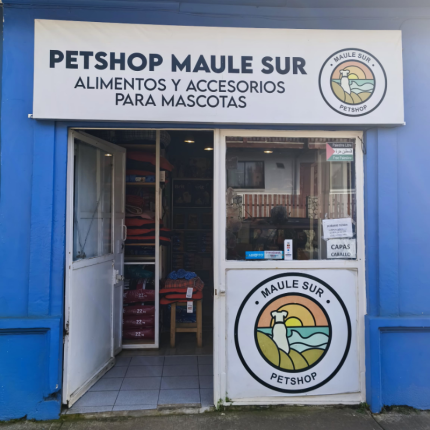 PETSHOP MAULE SUR
ALIMENTOS Y ACCESORIOS
PARA MASCOTAS
MAULE SUR
PETSHOP
CAPAS
CABALLO
MAULE SUR
PETSHOP